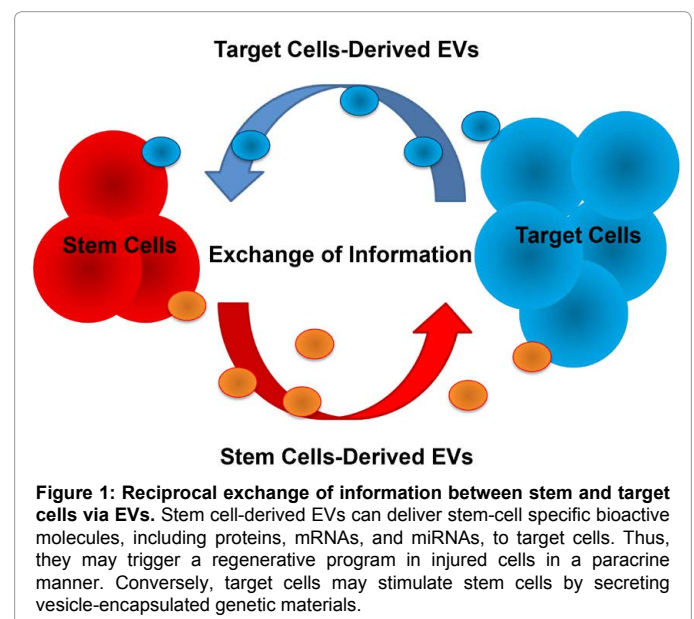 Target Cells-Derived EVs
Stem Cells
Exchange of Information
Target Cells
Stem Cells-Derived EVs
Figure 1: Reciprocal exchange of information between stem and target
cells via EVs. Stem cell-derived EVs can deliver stem-cell specific bioactive
molecules, including proteins, mRNAs, and miRNAs, to target cells. Thus,
they may trigger a regenerative program in injured cells in a paracrine
manner. Conversely, target cells may stimulate stem cells by secreting
vesicle-encapsulated genetic materials.